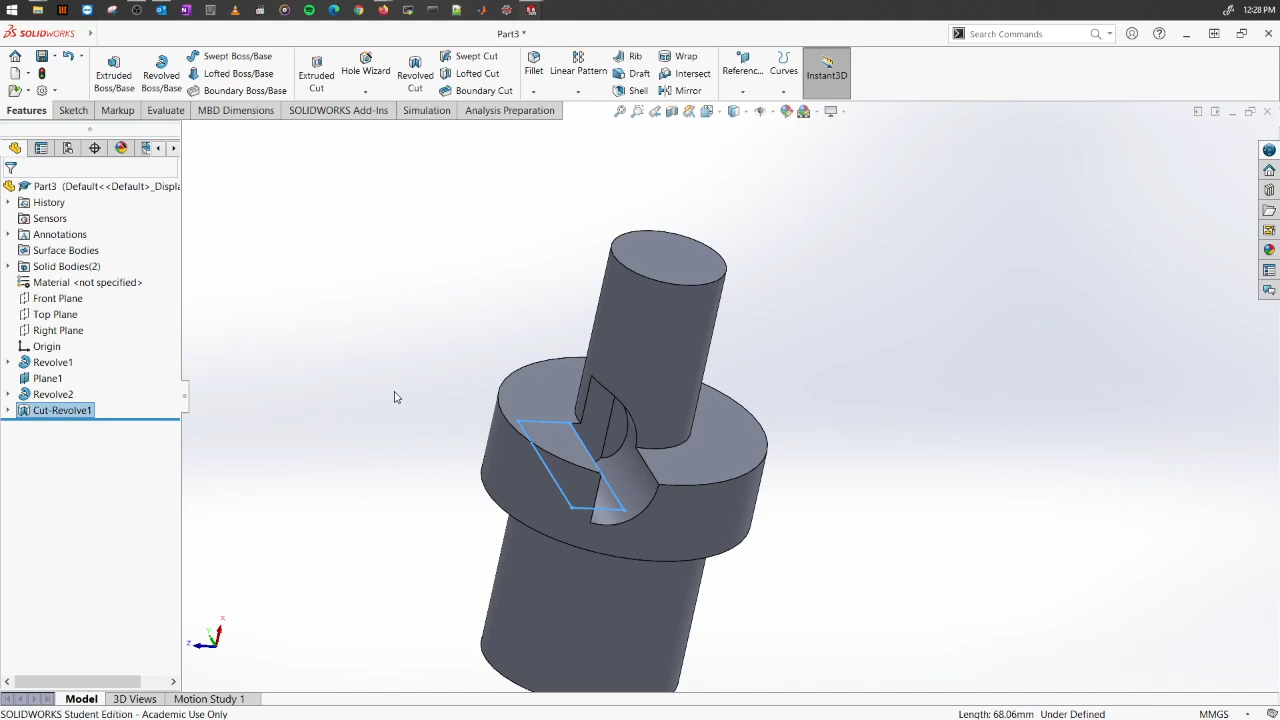 12:28 PM
SOLIDWORKS
Part3 *
Search Commands
Extruded Boss/Base
Revolved Boss/Base
Swept Boss/Base
Lofted Boss/Base
Boundary Boss/Base
Extruded Cut
Hole Wizard
Revolved Cut
Swept Cut
Lofted Cut
Boundary Cut
Fillet
Linear Pattern
Rib
Draft
Shell
Wrap
Intersect
Mirror
Referenc...
Curves
Instant3D
Features
Sketch
Markup
Evaluate
MBD Dimensions
SOLIDWORKS Add-Ins
Simulation
Analysis Preparation
Part3 (Default<<Default>_Displa
History
Sensors
Annotations
Surface Bodies
Solid Bodies(2)
Material <not specified>
Front Plane
Top Plane
Right Plane
Origin
Revolve1
Plane1
Revolve2
Cut-Revolve1
X
Y
Z
Model
3D Views
Motion Study 1
SOLIDWORKS Student Edition - Academic Use Only
Length: 68.06mm Under Defined
MMGS